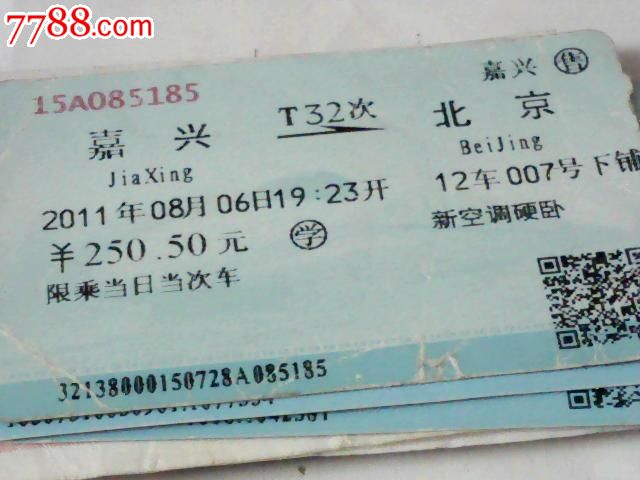 7788.com
15A085185
嘉兴 售
嘉兴 T32次 北京
JiaXing BeiJing
2011年08月06日19:23开 12车007号下铺
￥250.50元 学 新空调硬卧
限乘当日当次车
32138000150728A085185